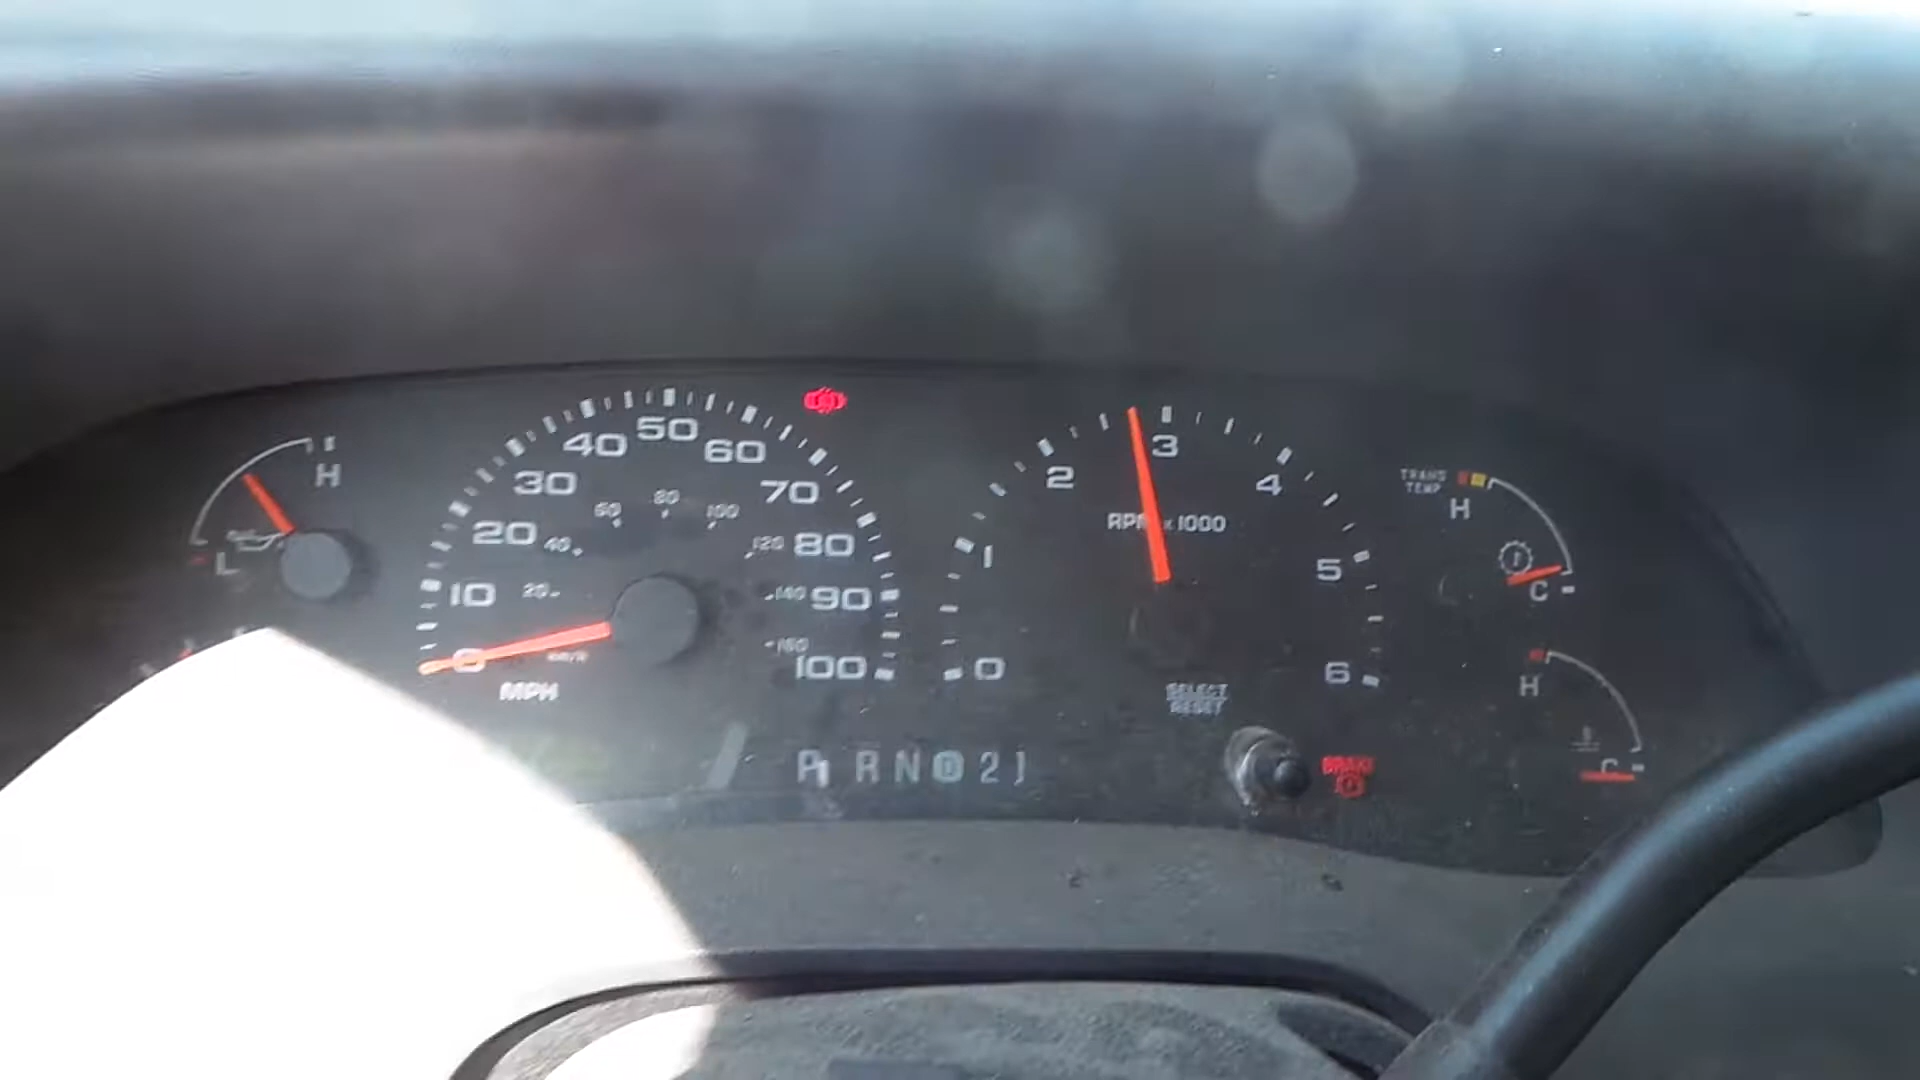 H
L
0
10
20
30
40
50
60
70
80
90
100
20
40
60
80
100
120
140
160
km/h
MPH
0
1
2
3
4
5
6
RPM x 1000
SELECT
RESET
P R N D 2 1
BRAKE
TRANS
TEMP
H
C
H
C